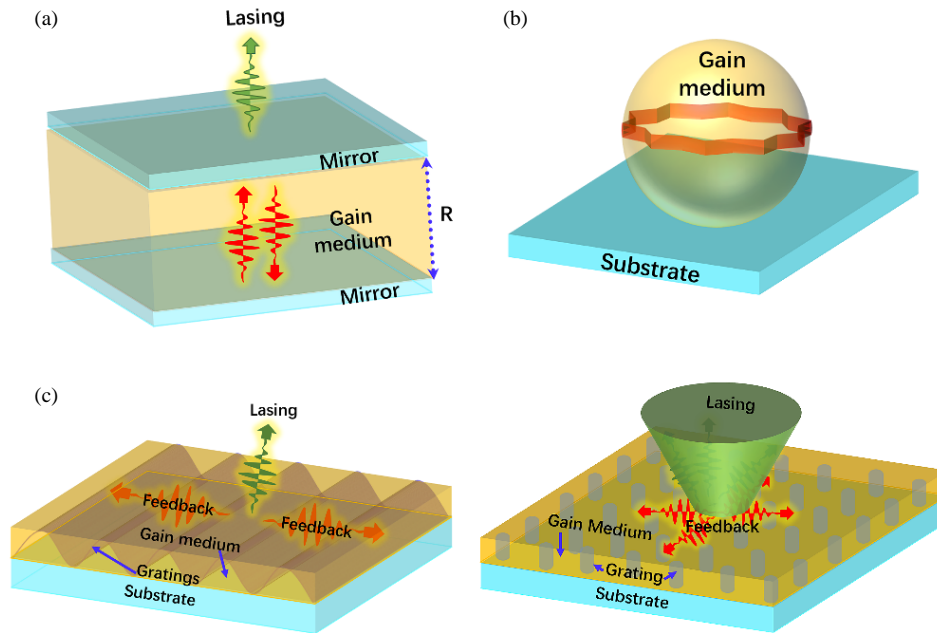 (a)
Lasing
Mirror
Gain
medium
R
Mirror
(b)
Gain
medium
Substrate
(c)
Lasing
Feedback
Feedback
Gain medium
Gratings
Substrate
Lasing
Feedback
Gain Medium
Grating
Substrate